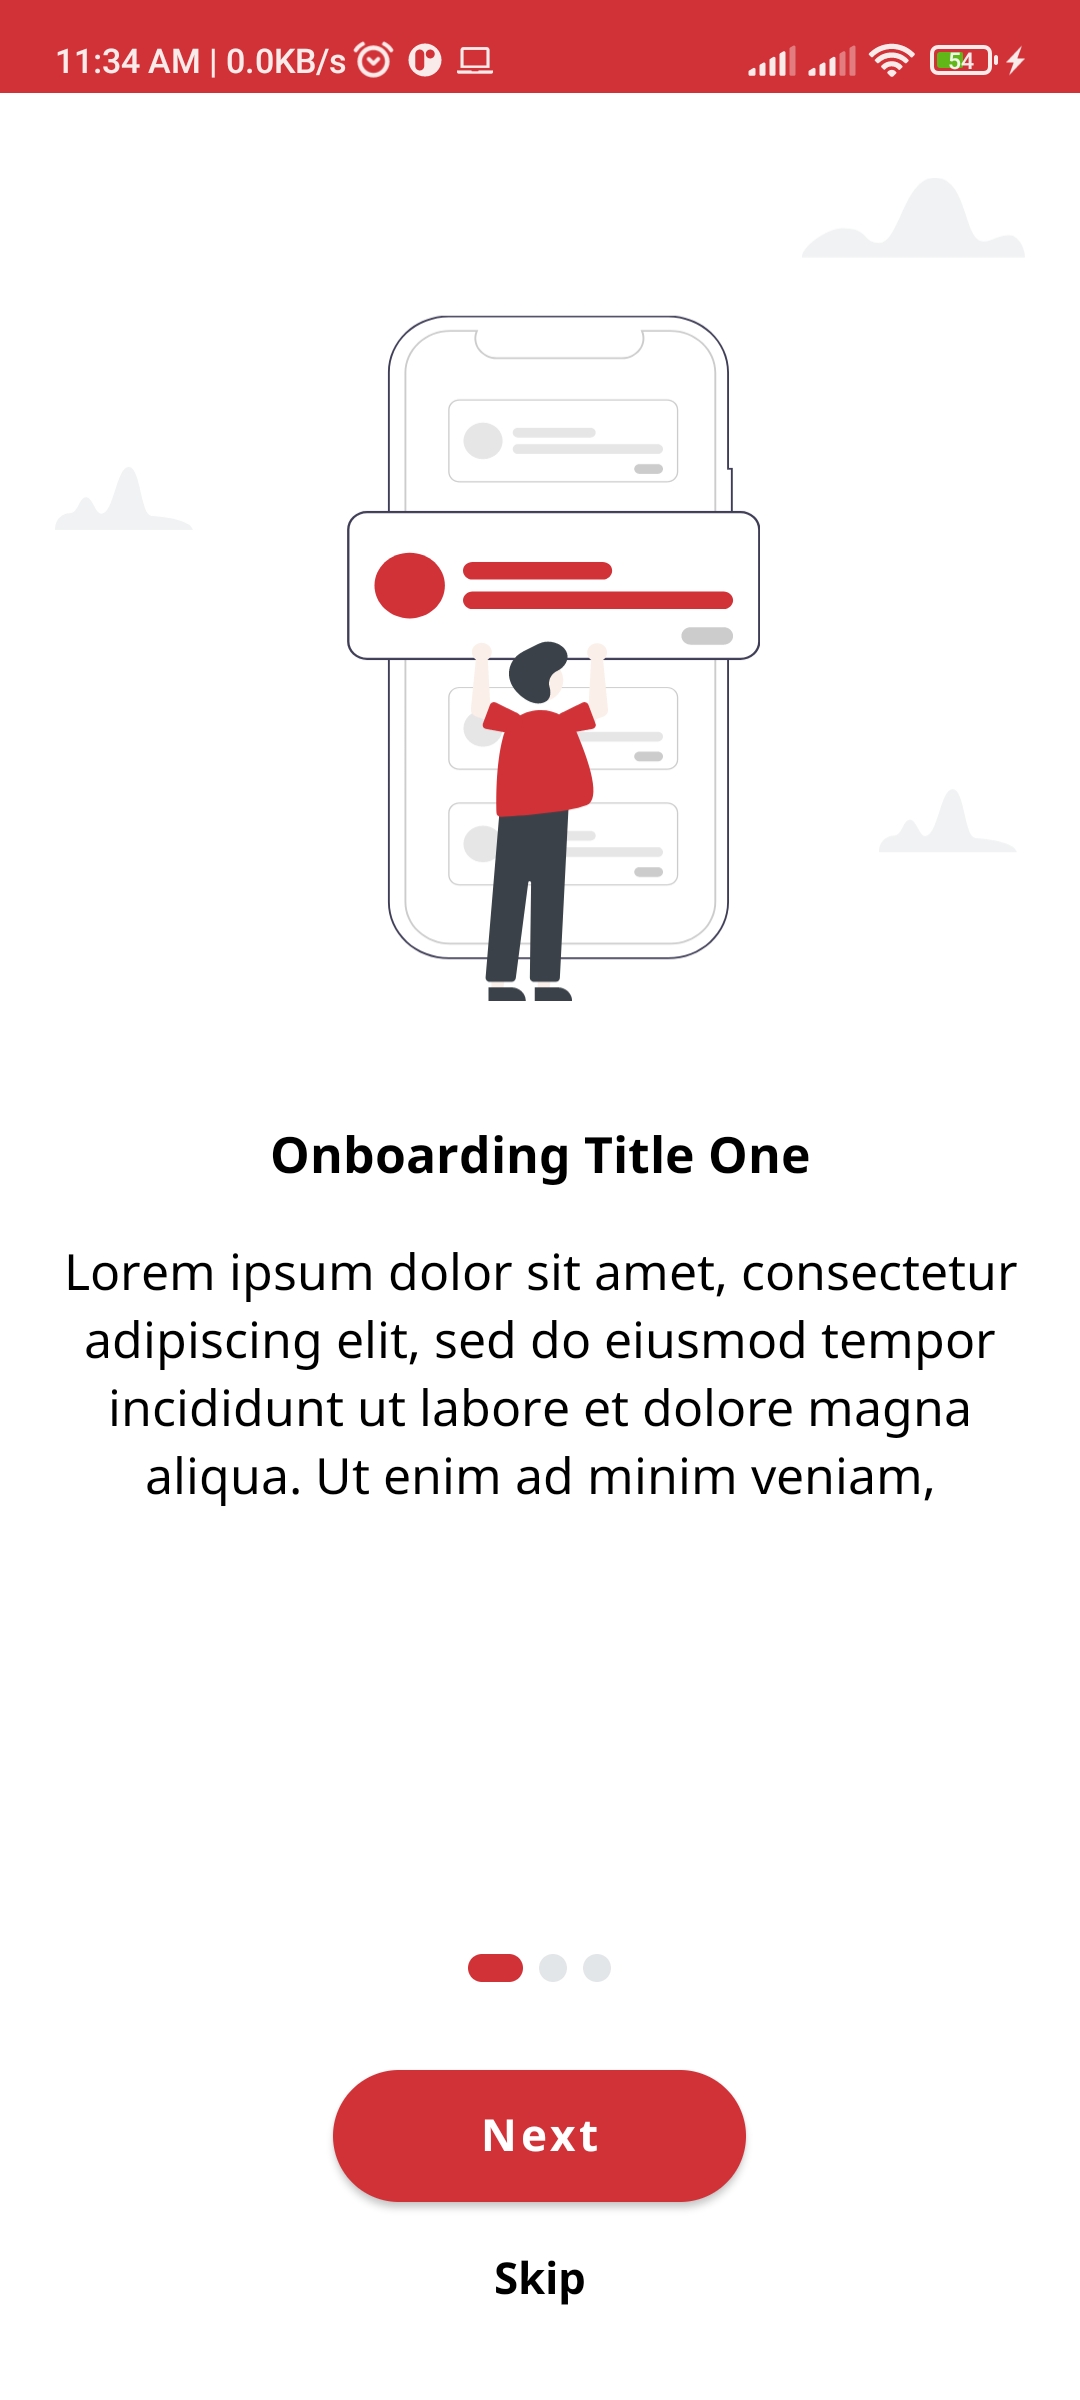 11:34 AM | 0.0KB/s 54
Onboarding Title One
Lorem ipsum dolor sit amet, consectetur
adipiscing elit, sed do eiusmod tempor
incididunt ut labore et dolore magna
aliqua. Ut enim ad minim veniam,
Next
Skip